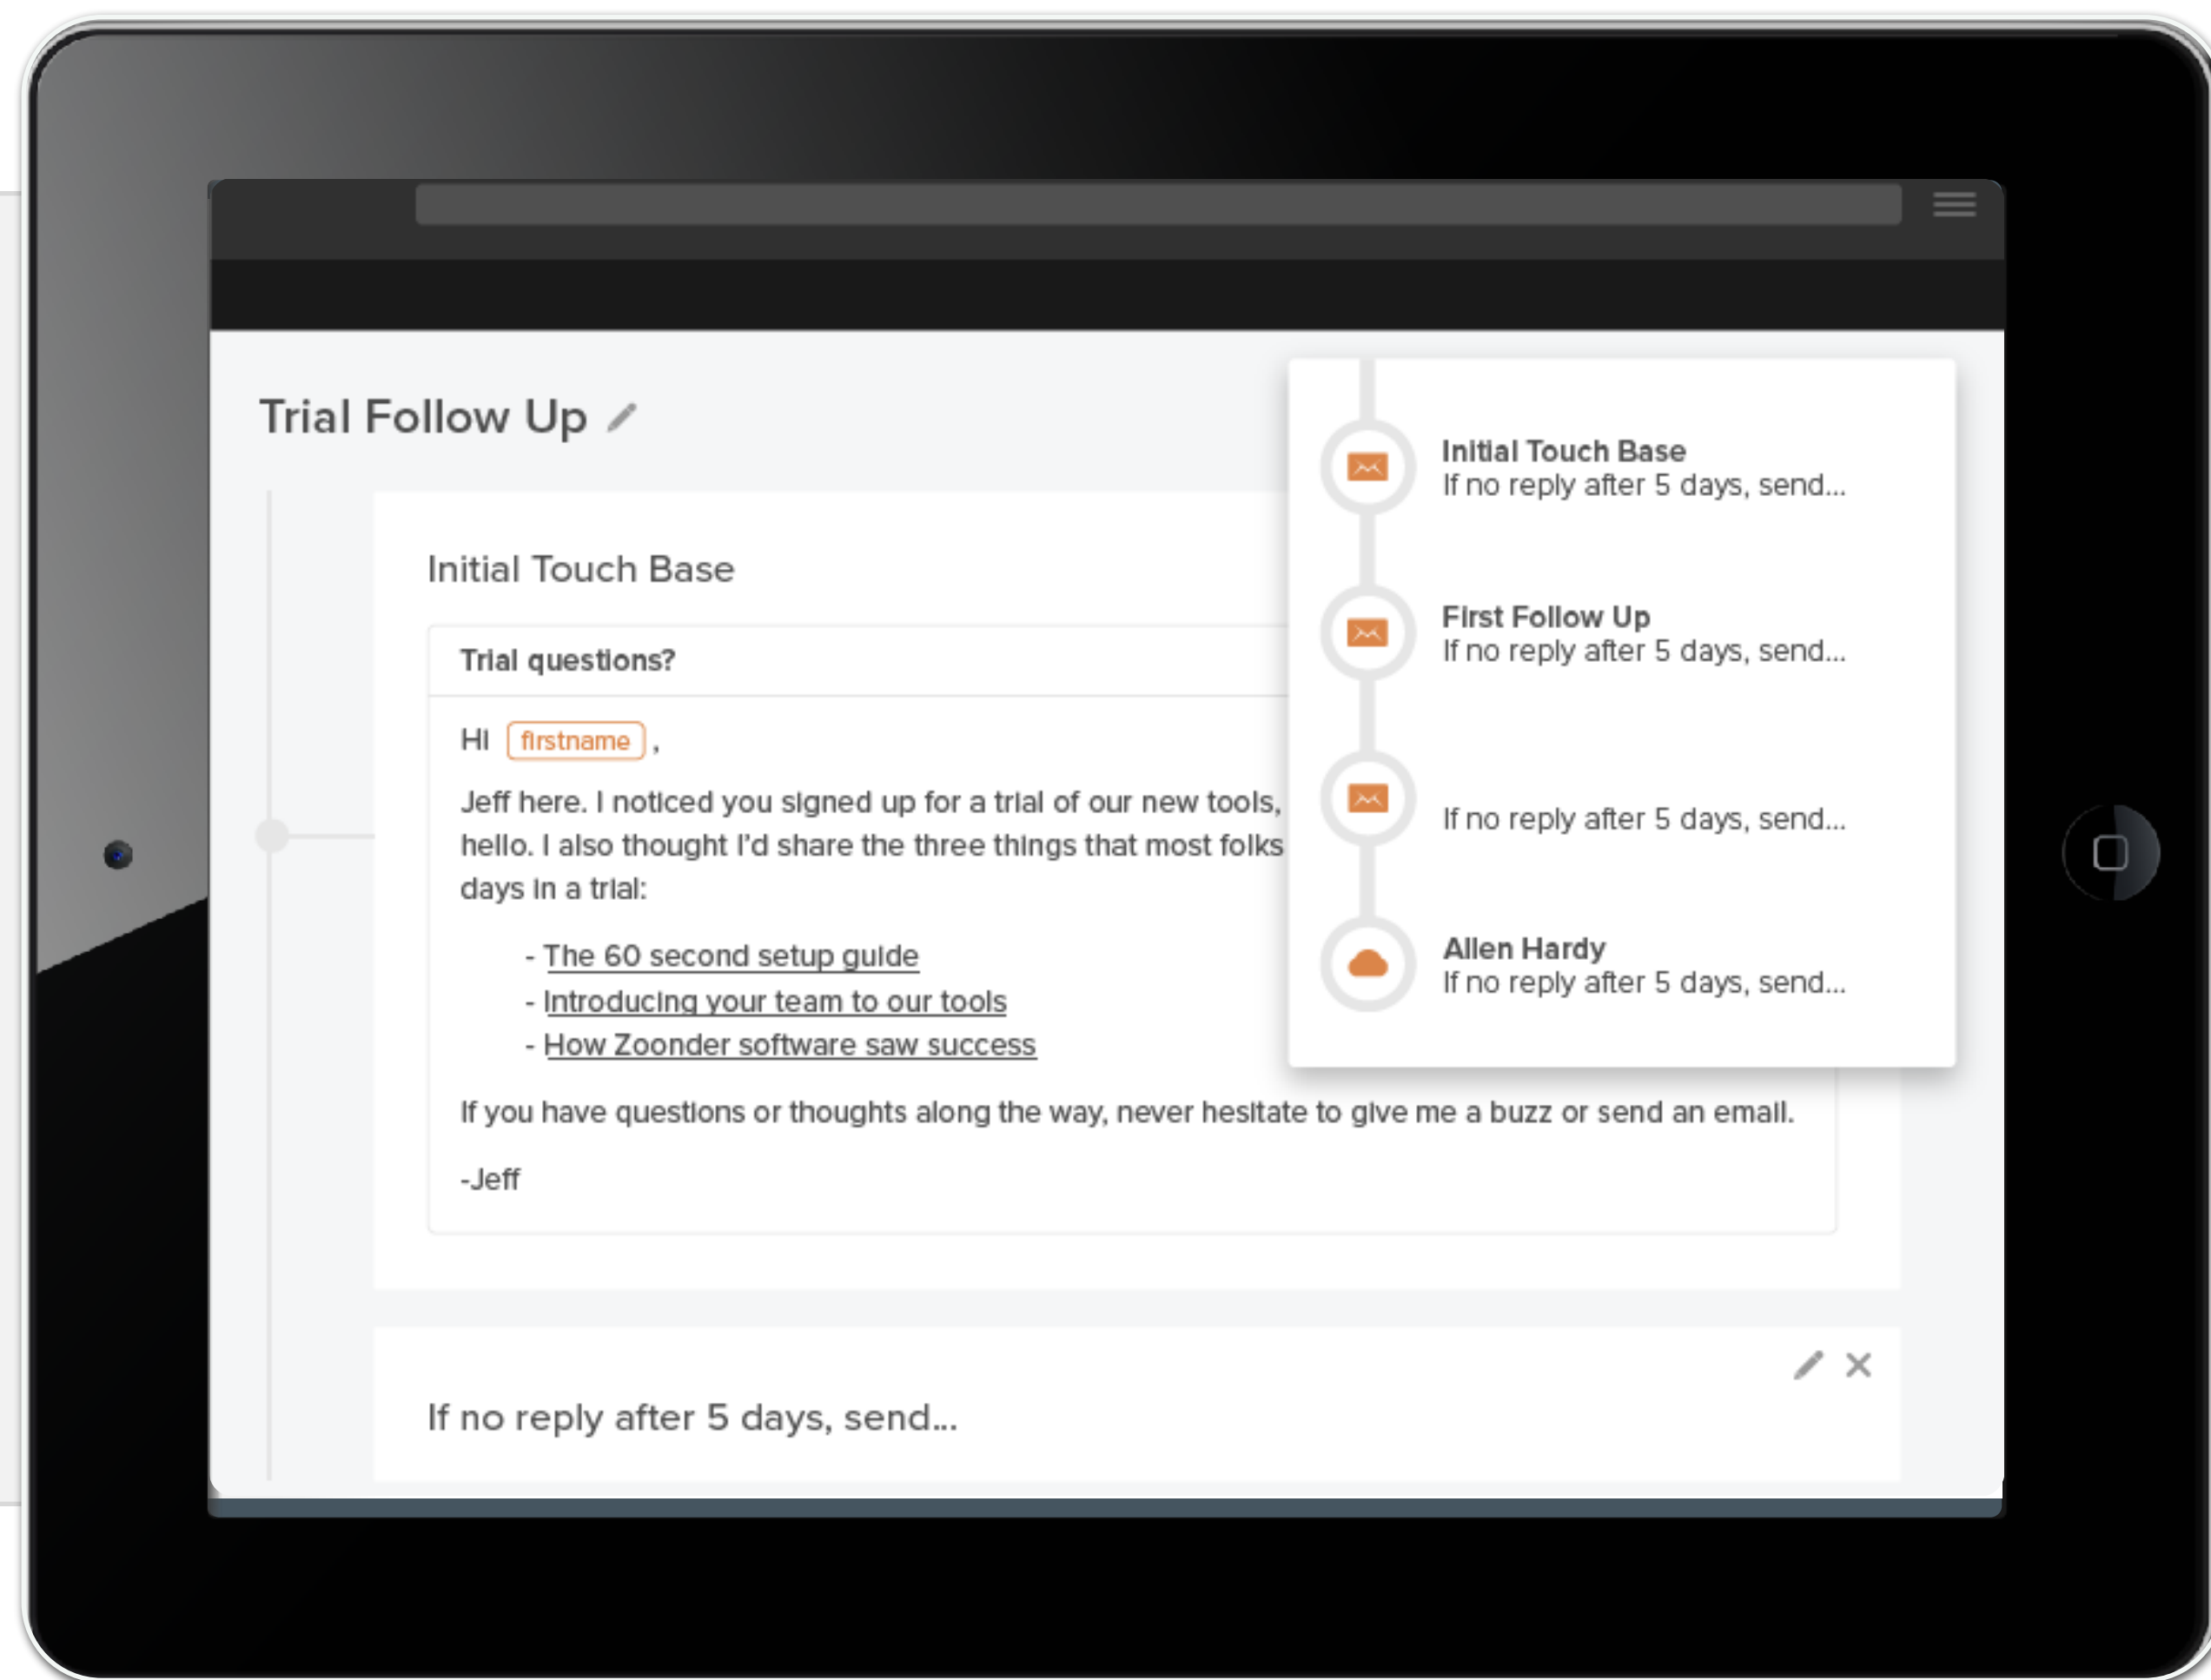 Trial Follow Up
Initial Touch Base
Trial questions?
Hi firstname ,
Jeff here. I noticed you signed up for a trial of our new tools,
hello. I also thought I'd share the three things that most folks
days in a trial:
- The 60 second setup guide
- Introducing your team to our tools
- How Zoonder software saw success
If you have questions or thoughts along the way, never hesitate to give me a buzz or send an email.
-Jeff
If no reply after 5 days, send...
Initial Touch Base
If no reply after 5 days, send...
First Follow Up
If no reply after 5 days, send...
If no reply after 5 days, send...
Allen Hardy
If no reply after 5 days, send...